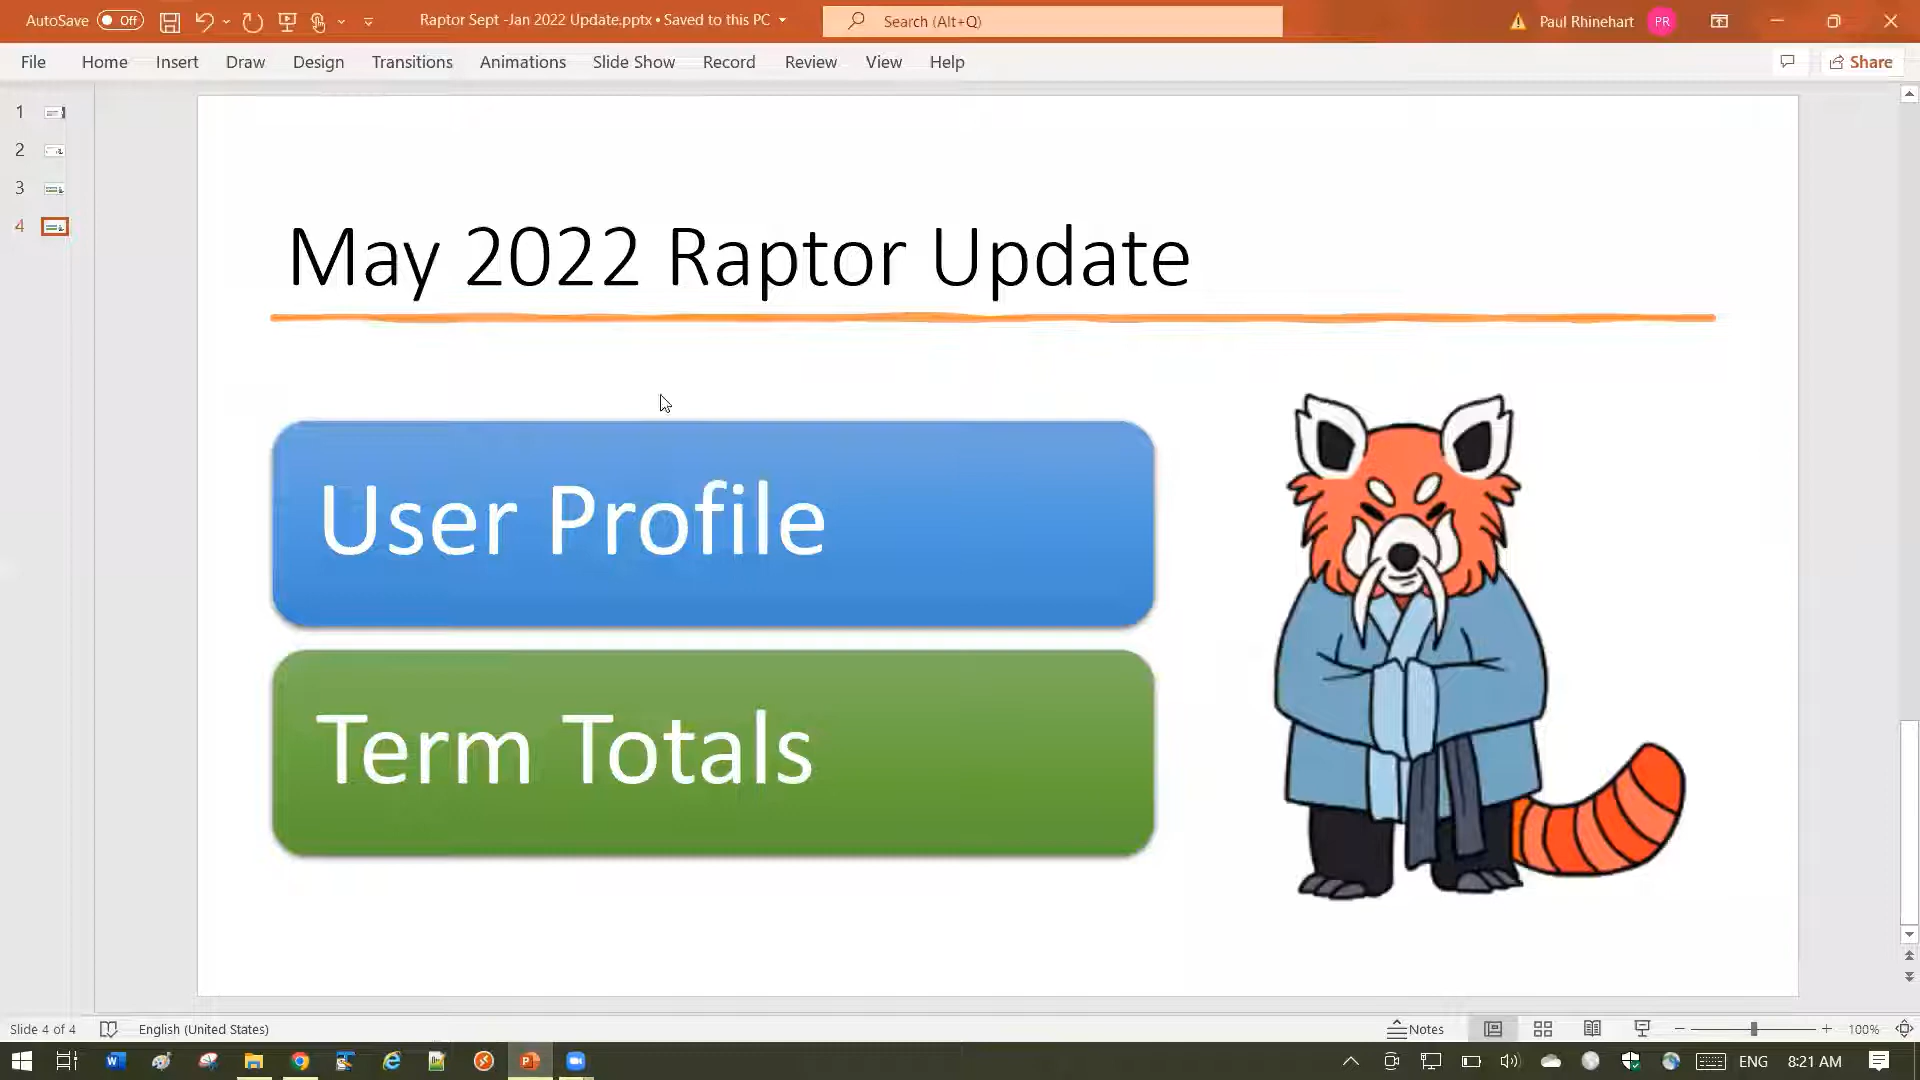 AutoSave Off Raptor Sept -Jan 2022 Update.pptx • Saved to this PC Search (Alt+Q) Paul Rhinehart PR
File Home Insert Draw Design Transitions Animations Slide Show Record Review View Help Share
1
2
3
4
May 2022 Raptor Update
User Profile
Term Totals
Slide 4 of 4 English (United States) Notes 100%
ENG 8:21 AM